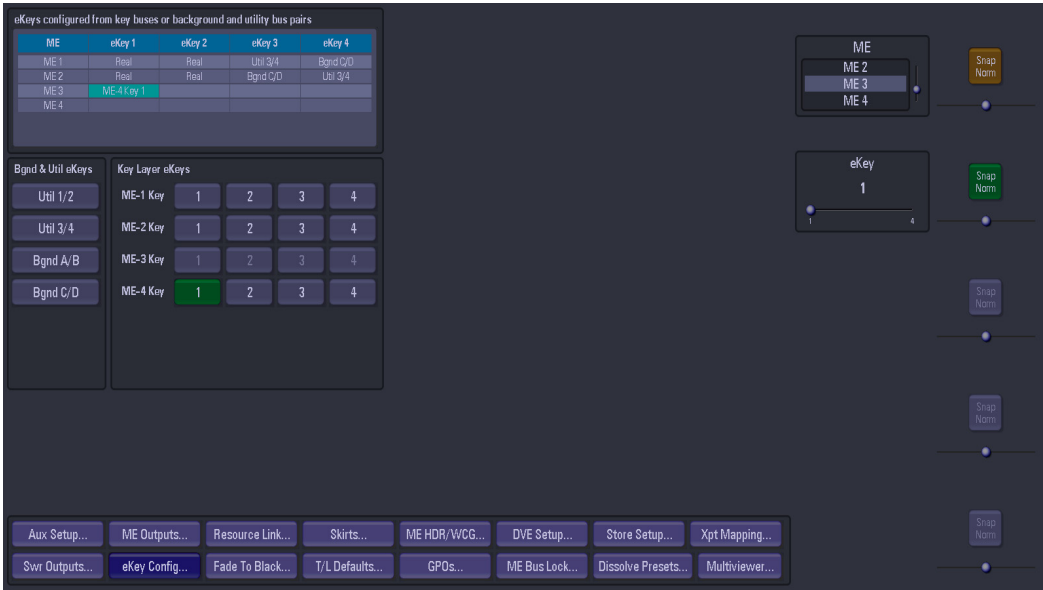 eKeys configured from key buses or background and utility bus pairs
ME eKey 1 eKey 2 eKey 3 eKey 4
ME 1 Real Real Util 3/4 Bgnd C/D
ME 2 Real Real Bgnd C/D Util 3/4
ME 3 ME-4 Key 1
ME 4
Bgnd & Util eKeys
Util 1/2
Util 3/4
Bgnd A/B
Bgnd C/D
Key Layer eKeys
ME-1 Key 1 2 3 4
ME-2 Key 1 2 3 4
ME-3 Key 1 2 3 4
ME-4 Key 1 2 3 4
ME
ME 2
ME 3
ME 4
eKey
1
1 4
Snap
Norm
Snap
Norm
Snap
Norm
Snap
Norm
Snap
Norm
Aux Setup... ME Outputs... Resource Link... Skirts... ME HDR/WCG... DVE Setup... Store Setup... Xpt Mapping...
Swr Outputs... eKey Config... Fade To Black... T/L Defaults... GPOs... ME Bus Lock... Dissolve Presets... Multiviewer...